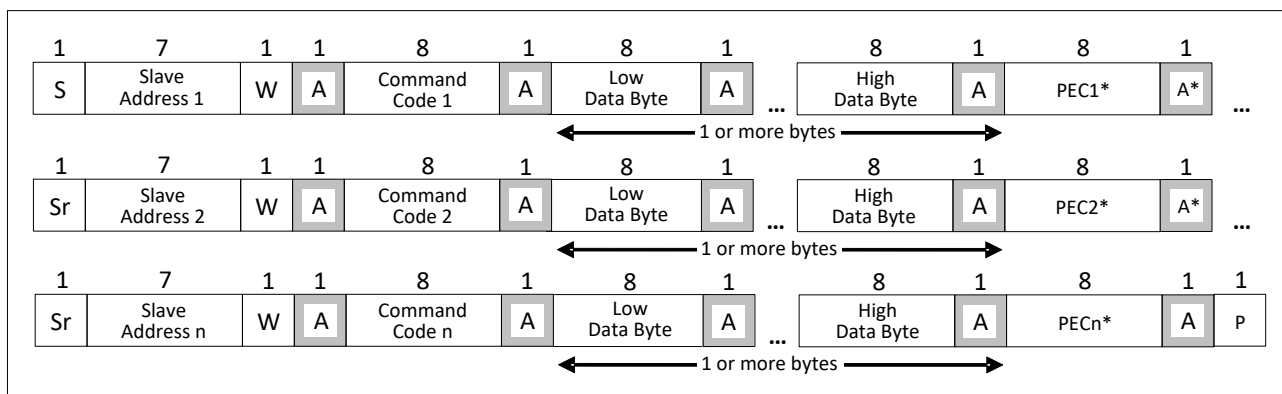 1 7 1 1 8 1 8 1 8 1 8 1
S Slave Address 1 W A Command Code 1 A Low Data Byte A ... High Data Byte A PEC1* A* ...
1 or more bytes
1 7 1 1 8 1 8 1 8 1 8 1
Sr Slave Address 2 W A Command Code 2 A Low Data Byte A ... High Data Byte A PEC2* A* ...
1 or more bytes
1 7 1 1 8 1 8 1 8 1 8 1 1
Sr Slave Address n W A Command Code n A Low Data Byte A ... High Data Byte A PECn* A P
1 or more bytes